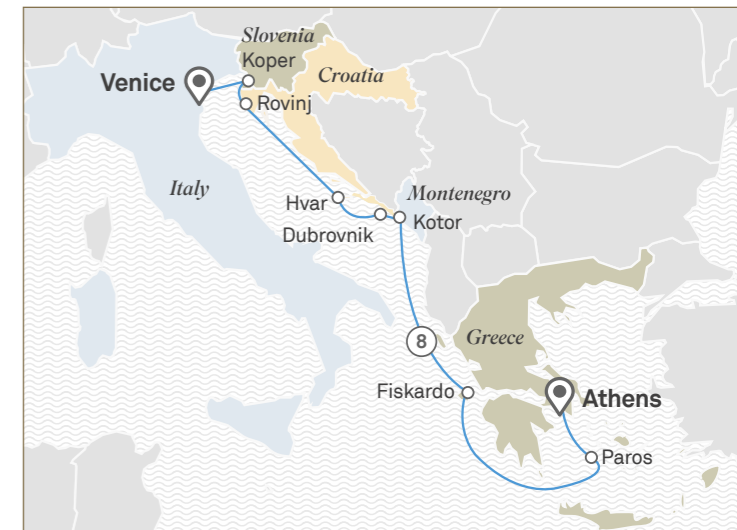 Slovenia
Koper
Venice
Croatia
Rovinj
Italy
Hvar
Montenegro
Kotor
Dubrovnik
8
Greece
Fiskardo
Athens
Paros